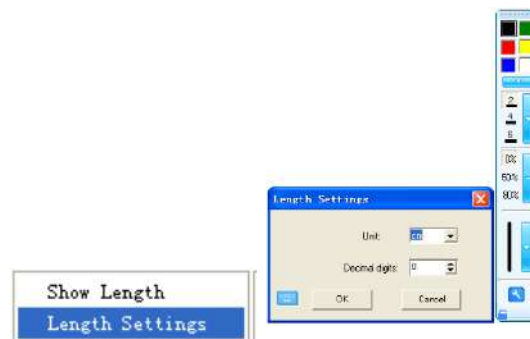 Show Length
Length Settings
Length Settings
Unit: cm
Decimal digits: 0
OK Cancel
2
4
6
0%
50%
80%